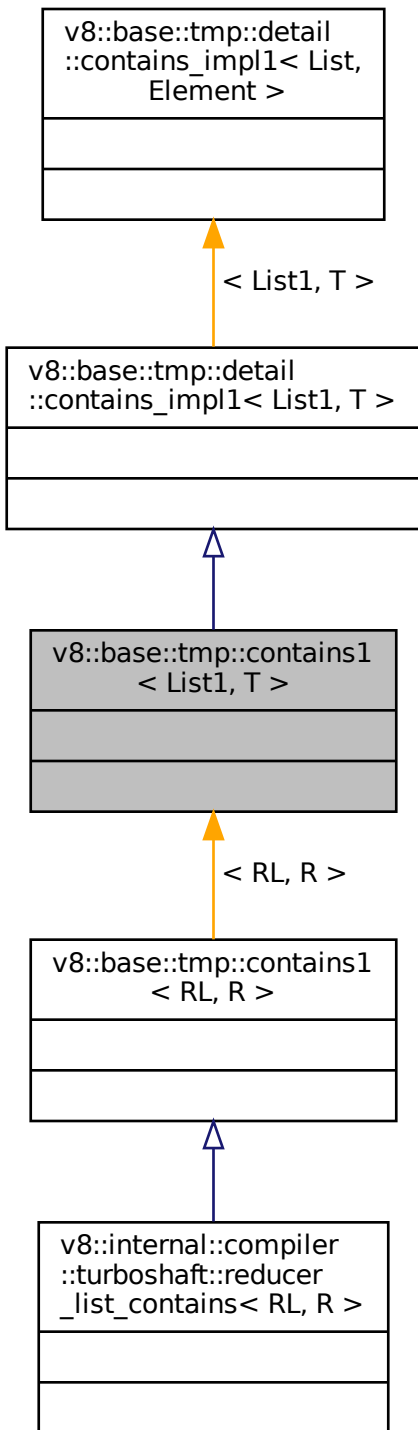 v8::base::tmp::detail
::contains_impl1< List,
Element >
< List1, T >
v8::base::tmp::detail
::contains_impl1< List1, T >
v8::base::tmp::contains1
< List1, T >
< RL, R >
v8::base::tmp::contains1
< RL, R >
v8::internal::compiler
::turboshaft::reducer
_list_contains< RL, R >